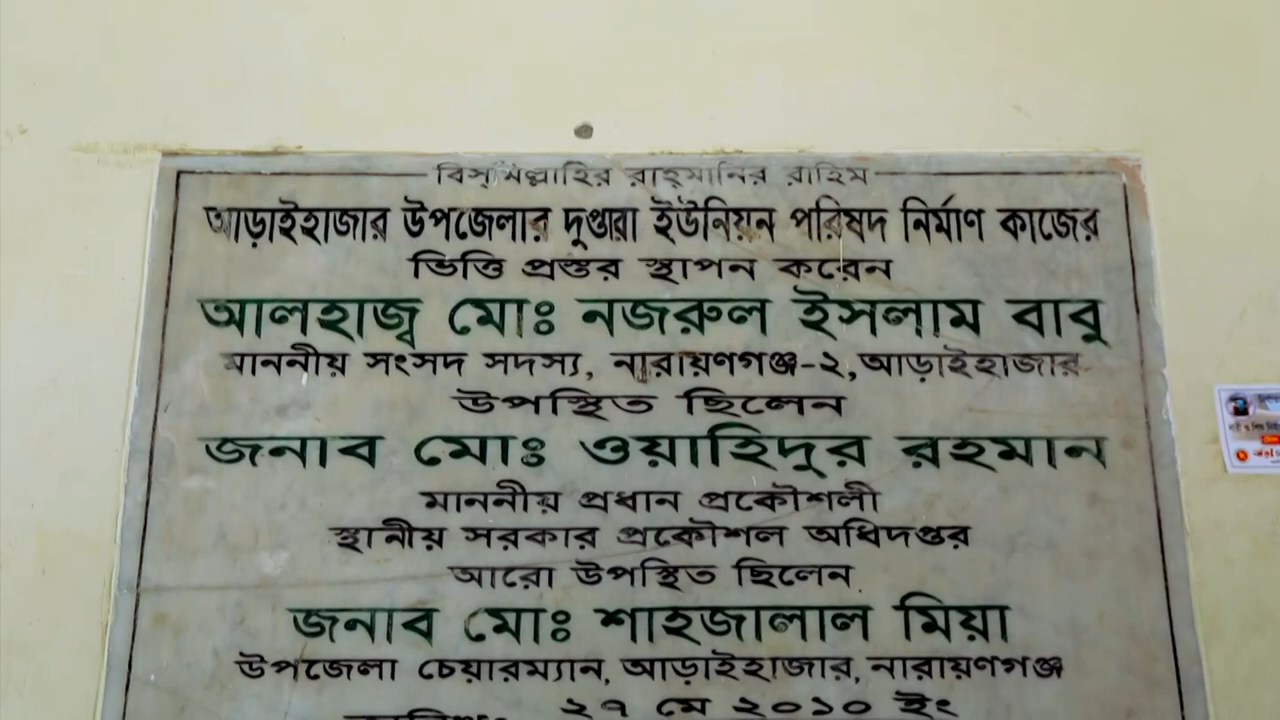 বিস্‌মিল্লাহির রাহ্‌মানির রাহিম
আড়াইহাজার উপজেলার দুপ্তারা ইউনিয়ন পরিষদ নির্মাণ কাজের
ভিত্তি প্রস্তর স্থাপন করেন
আলহাজ্ব মোঃ নজরুল ইসলাম বাবু
মাননীয় সংসদ সদস্য, নারায়ণগঞ্জ-২, আড়াইহাজার
উপস্থিত ছিলেন
জনাব মোঃ ওয়াহিদুর রহমান
মাননীয় প্রধান প্রকৌশলী
স্থানীয় সরকার প্রকৌশল অধিদপ্তর
আরো উপস্থিত ছিলেন
জনাব মোঃ শাহজালাল মিয়া
উপজেলা চেয়ারম্যান, আড়াইহাজার, নারায়ণগঞ্জ
২৭ মে ২০১০ ইং